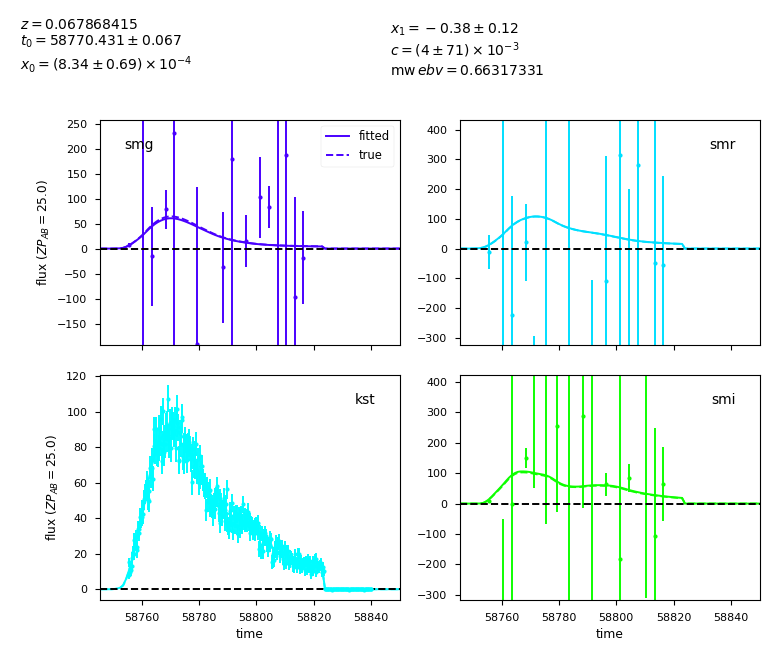 z = 0.067868415
t₀ = 58770.431 ± 0.067
x₀ = (8.34 ± 0.69) × 10⁻⁴
x₁ = −0.38 ± 0.12
c = (4 ± 71) × 10⁻³
mw ebv = 0.66317331
250
200
150
100
50
0
−50
−100
−150
flux (ZP_AB = 25.0)
smg
fitted
true
400
300
200
100
0
−100
−200
−300
smr
120
100
80
60
40
20
0
flux (ZP_AB = 25.0)
kst
58760 58780 58800 58820 58840
time
400
300
200
100
0
−100
−200
−300
smi
58760 58780 58800 58820 58840
time